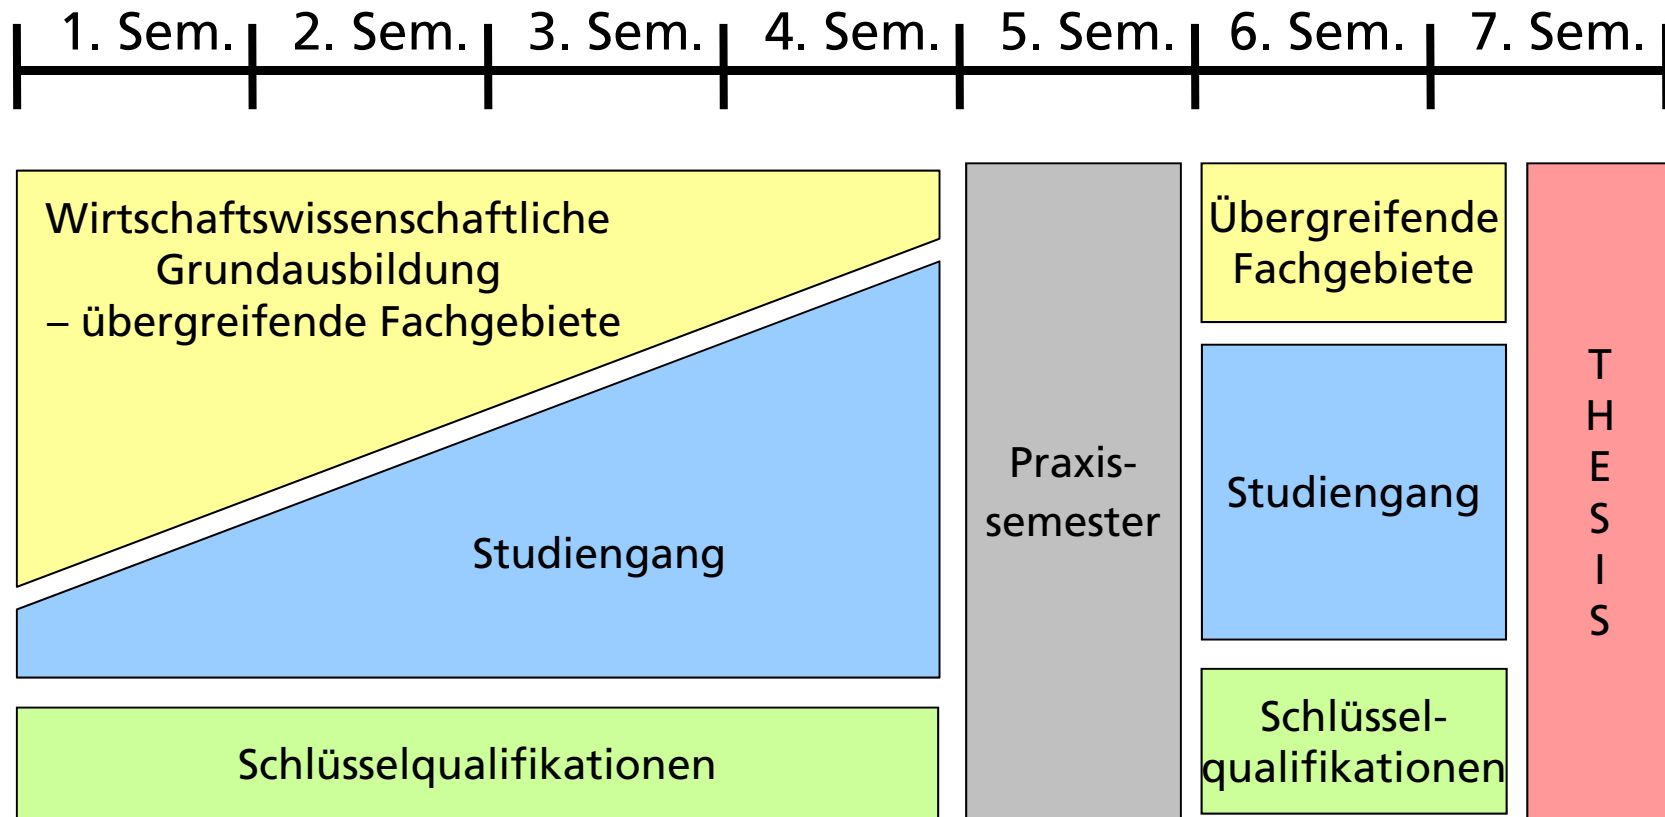 1. Sem. 2. Sem. 3. Sem. 4. Sem. 5. Sem. 6. Sem. 7. Sem.
Wirtschaftswissenschaftliche
Grundausbildung
– übergreifende Fachgebiete
Studiengang
Schlüsselqualifikationen
Praxis-
semester
Übergreifende
Fachgebiete
Studiengang
Schlüssel-
qualifikationen
T
H
E
S
I
S